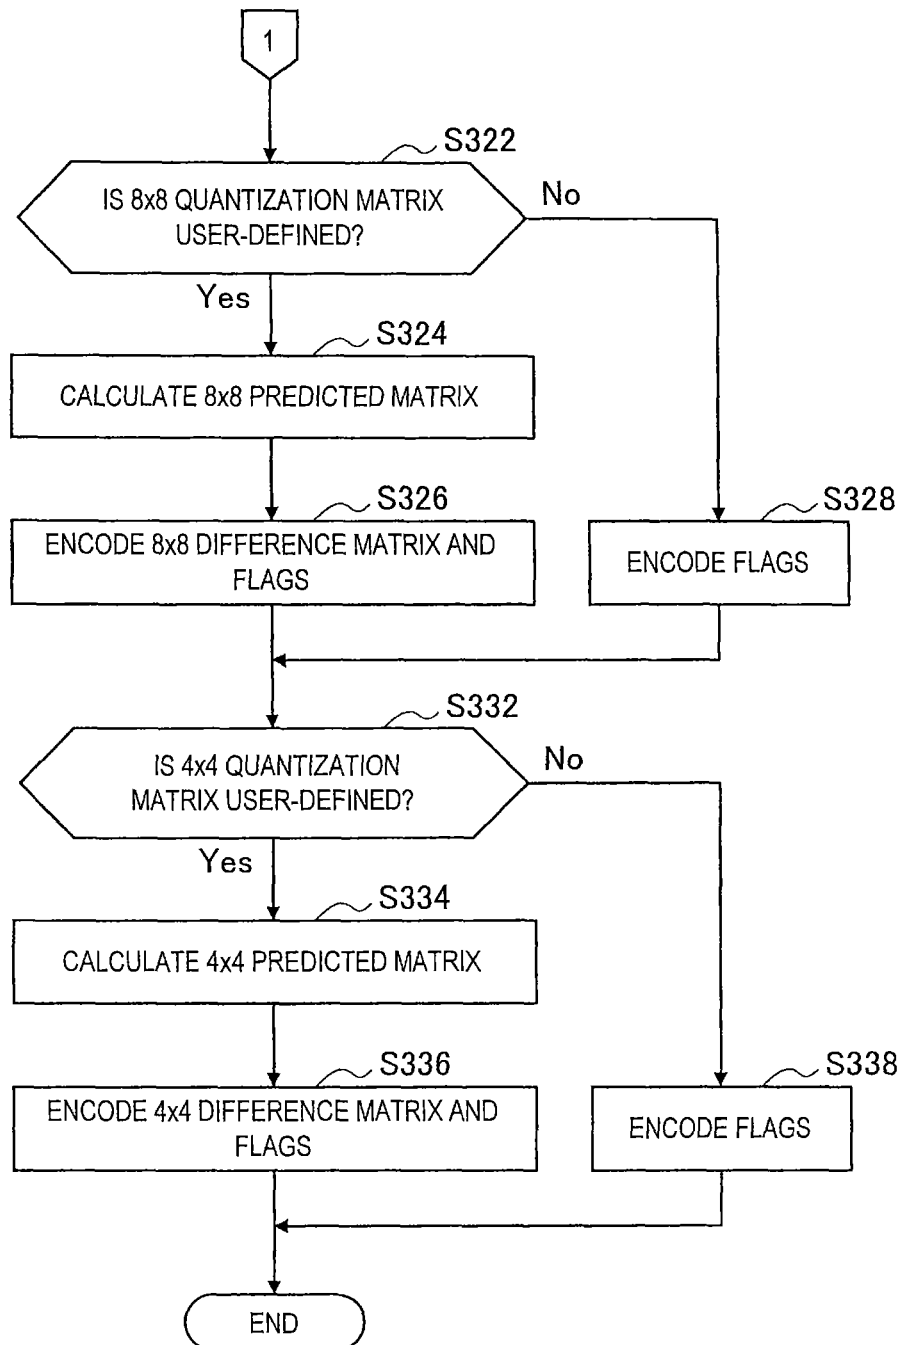 1
S322
IS 8x8 QUANTIZATION MATRIX
USER-DEFINED?
No
Yes
S324
CALCULATE 8x8 PREDICTED MATRIX
S326
ENCODE 8x8 DIFFERENCE MATRIX AND
FLAGS
S328
ENCODE FLAGS
S332
IS 4x4 QUANTIZATION
MATRIX USER-DEFINED?
No
Yes
S334
CALCULATE 4x4 PREDICTED MATRIX
S336
ENCODE 4x4 DIFFERENCE MATRIX AND
FLAGS
S338
ENCODE FLAGS
END